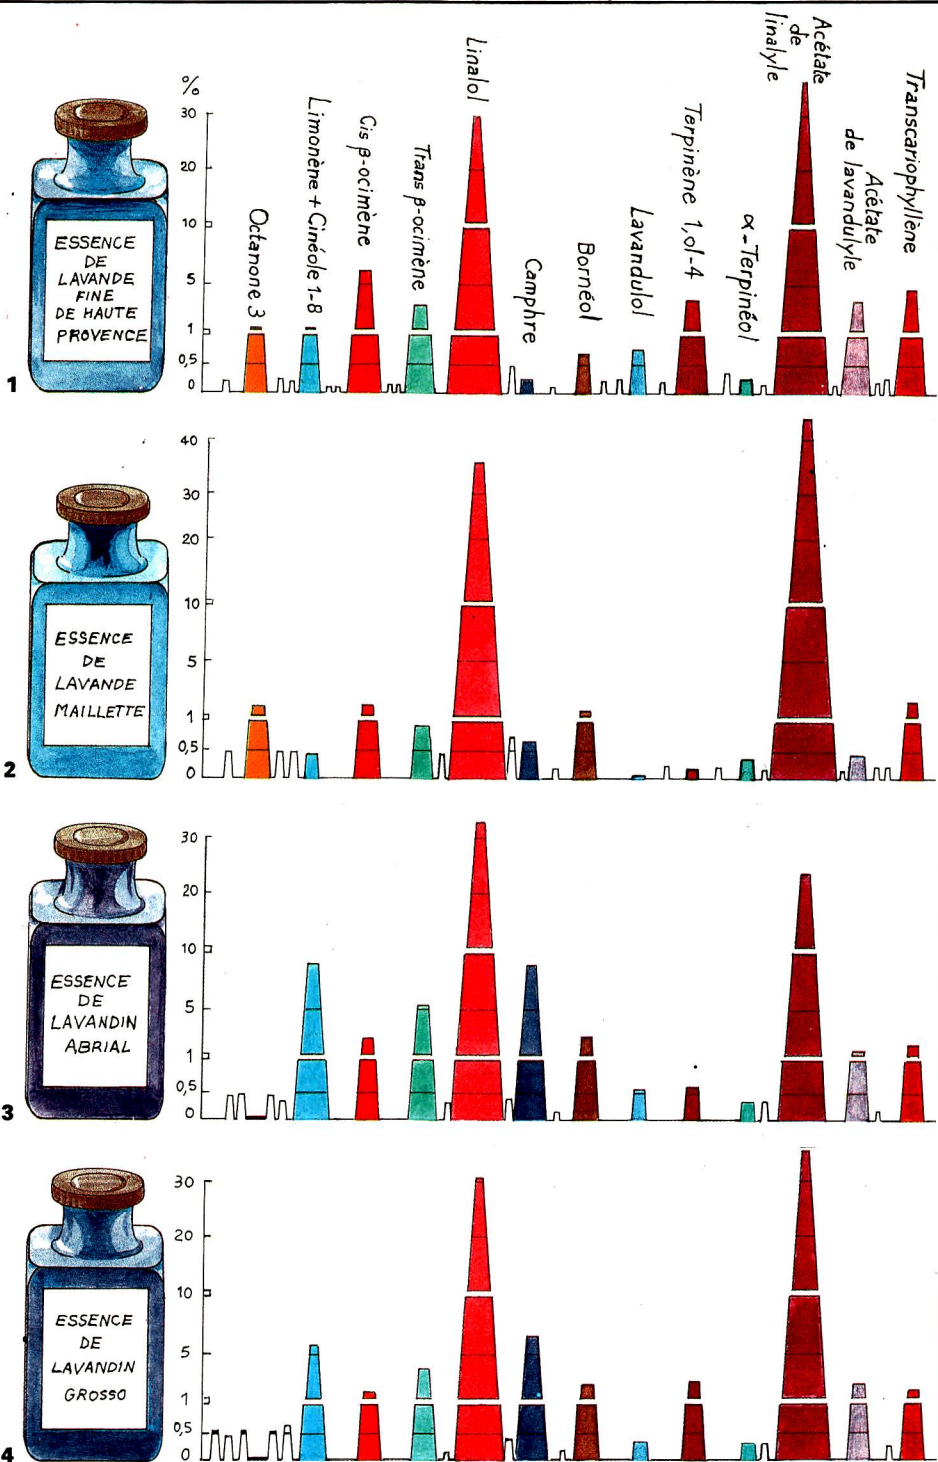 Acétate
de
linalyle
Linalol
Transcariophyllène
%
Limonène + Cinéole 1-8
Cis β-ocimène
Trans β-ocimène
Terpinène 1,ol-4
Acétate
de lavandulyle
Octanone 3
Camphre
Bornéol
Lavandulol
α-Terpinéol
30
20
10
5
1
0,5
0
ESSENCE
DE
LAVANDE
FINE
DE HAUTE
PROVENCE
1
40
30
20
10
5
1
0,5
0
ESSENCE
DE
LAVANDE
MAILLETTE
2
30
20
10
5
1
0,5
0
ESSENCE
DE
LAVANDIN
ABRIAL
3
30
20
10
5
1
0,5
0
ESSENCE
DE
LAVANDIN
GROSSO
4